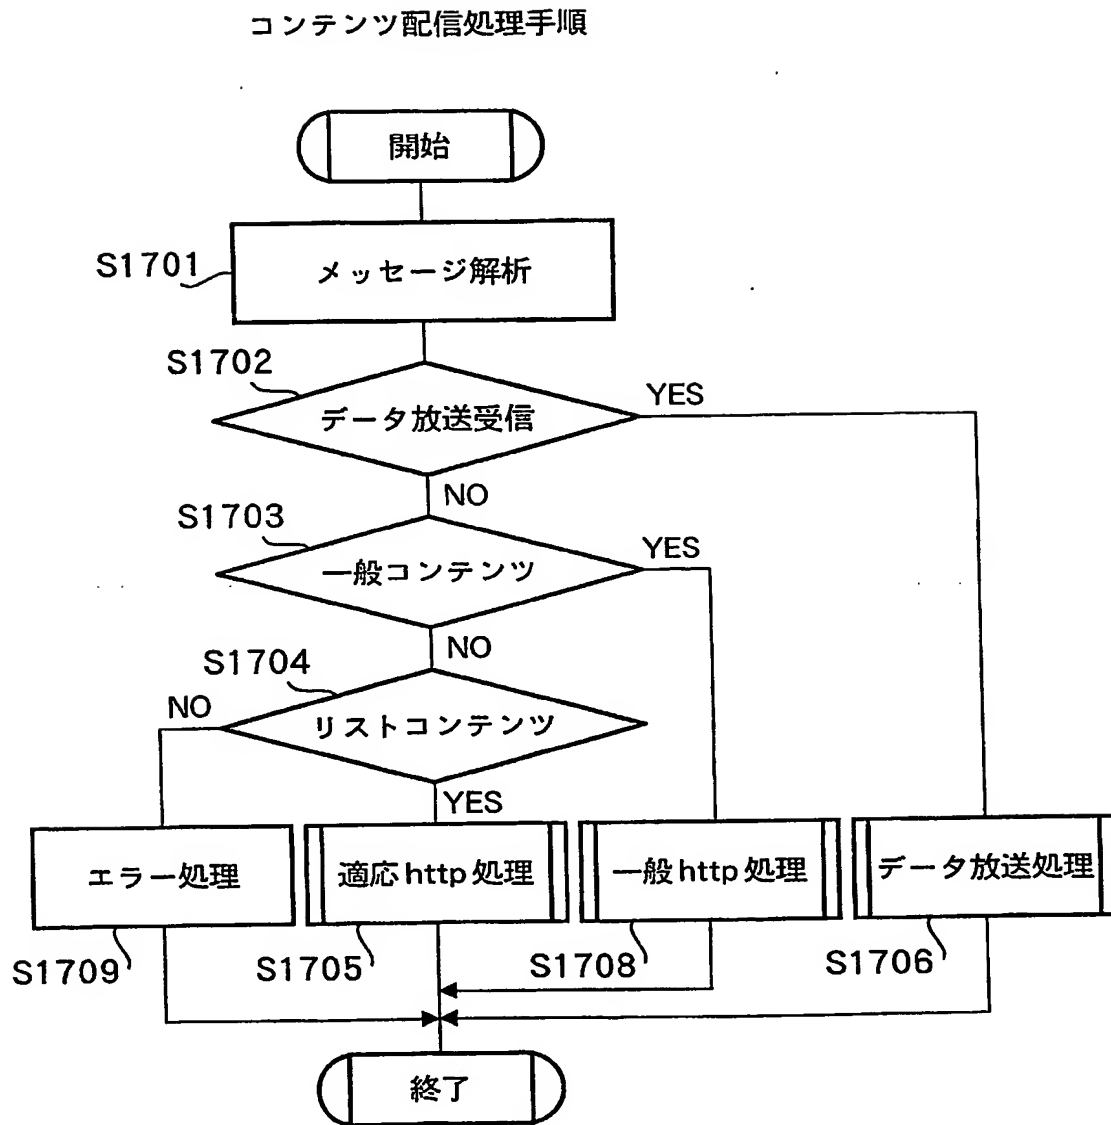 コンテンツ配信処理手順
開始
S1701
メッセージ解析
S1702
データ放送受信
YES
NO
S1703
一般コンテンツ
YES
NO
S1704
リストコンテンツ
NO
YES
エラー処理
適応http処理
一般http処理
データ放送処理
S1709
S1705
S1708
S1706
終了